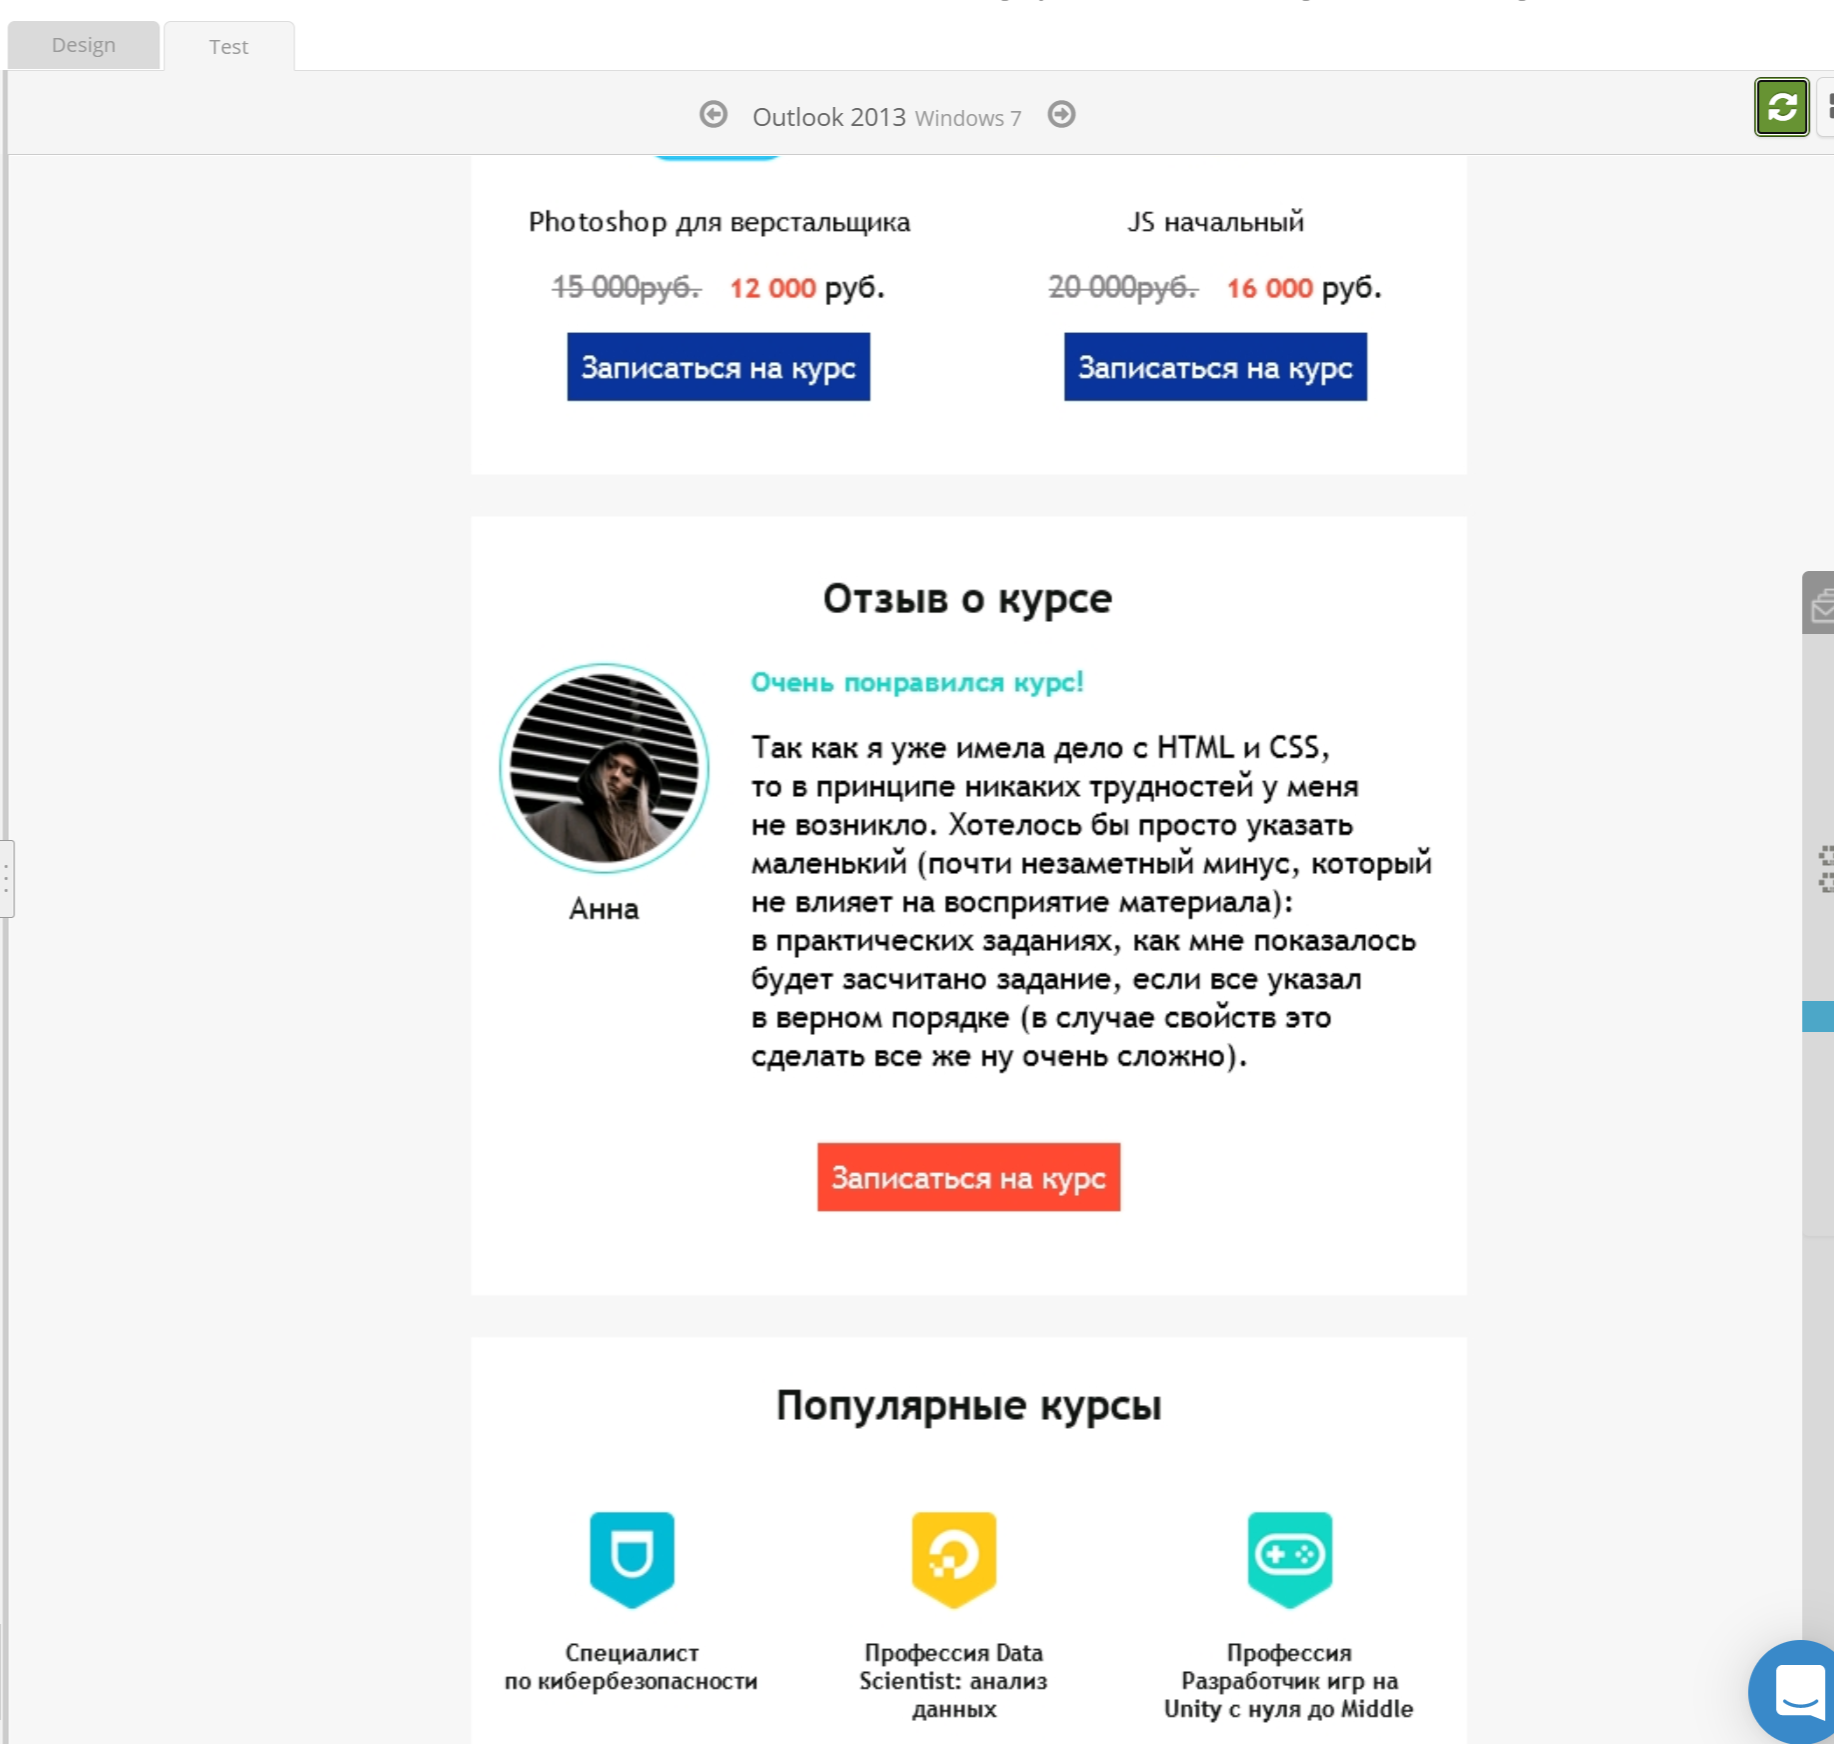 Design
Test
Outlook 2013 Windows 7
Photoshop для верстальщика
JS начальный
15 000руб. 12 000 руб.
20 000руб. 16 000 руб.
Записаться на курс
Записаться на курс
Отзыв о курсе
Очень понравился курс!
Так как я уже имела дело с HTML и CSS,
то в принципе никаких трудностей у меня
не возникло. Хотелось бы просто указать
маленький (почти незаметный минус, который
не влияет на восприятие материала):
в практических заданиях, как мне показалось
будет засчитано задание, если все указал
в верном порядке (в случае свойств это
сделать все же ну очень сложно).
Анна
Записаться на курс
Популярные курсы
Специалист
по кибербезопасности
Профессия Data
Scientist: анализ
данных
Профессия
Разработчик игр на
Unity с нуля до Middle